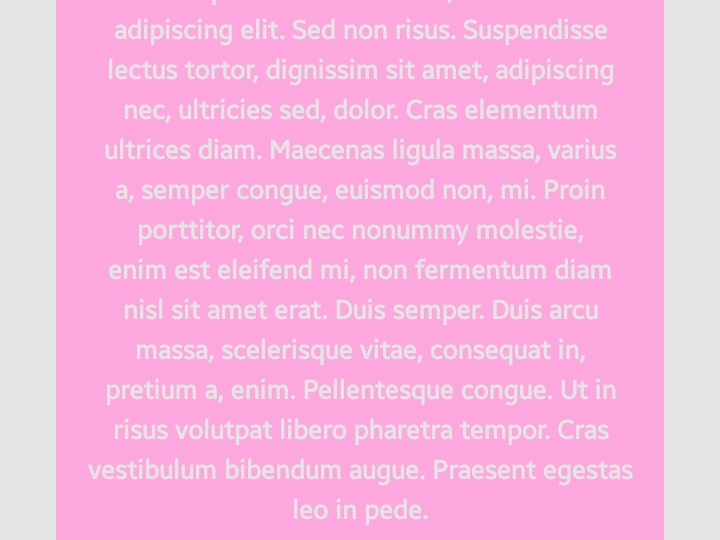 adipiscing elit. Sed non risus. Suspendisse
lectus tortor, dignissim sit amet, adipiscing
nec, ultricies sed, dolor. Cras elementum
ultrices diam. Maecenas ligula massa, varius
a, semper congue, euismod non, mi. Proin
porttitor, orci nec nonummy molestie,
enim est eleifend mi, non fermentum diam
nisl sit amet erat. Duis semper. Duis arcu
massa, scelerisque vitae, consequat in,
pretium a, enim. Pellentesque congue. Ut in
risus volutpat libero pharetra tempor. Cras
vestibulum bibendum augue. Praesent egestas
leo in pede.